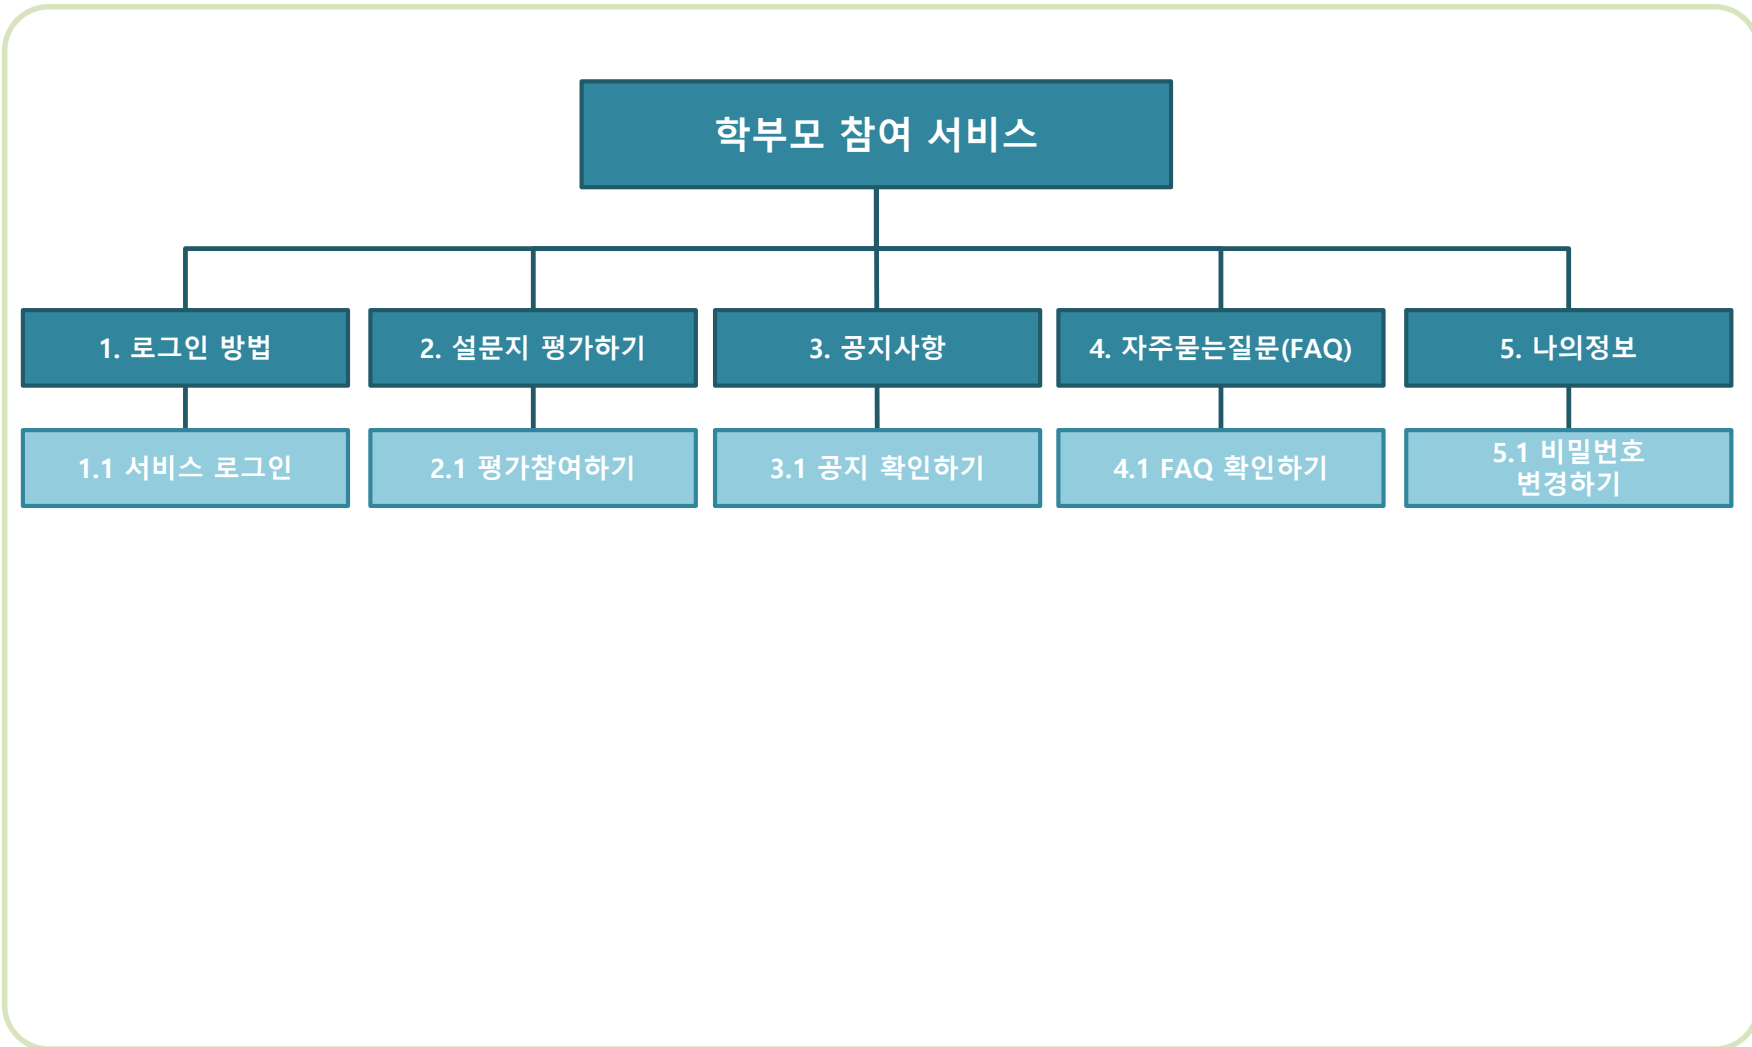 학부모 참여 서비스
1. 로그인 방법
2. 설문지 평가하기
3. 공지사항
4. 자주묻는질문(FAQ)
5. 나의정보
1.1 서비스 로그인
2.1 평가참여하기
3.1 공지 확인하기
4.1 FAQ 확인하기
5.1 비밀번호
변경하기